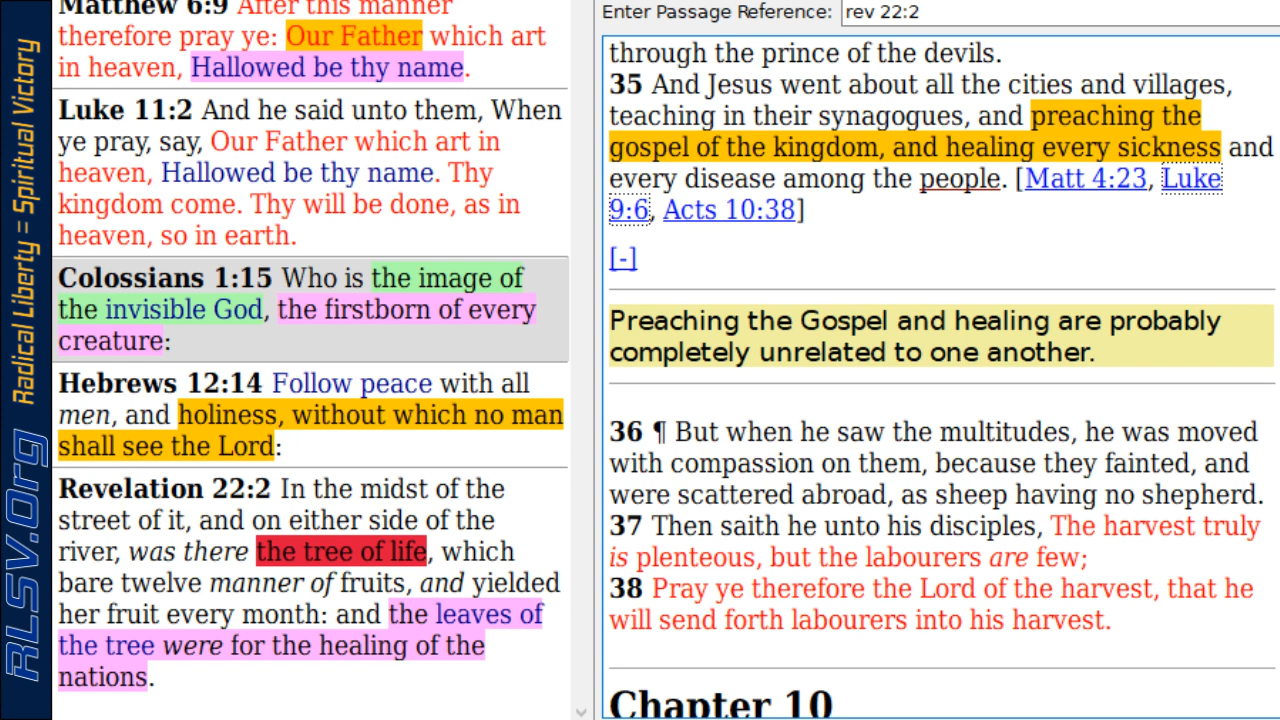 RLSV.Org Radical Liberty = Spiritual Victory
Matthew 6:9 After this manner
therefore pray ye: Our Father which art
in heaven, Hallowed be thy name.
Luke 11:2 And he said unto them, When
ye pray, say, Our Father which art in
heaven, Hallowed be thy name. Thy
kingdom come. Thy will be done, as in
heaven, so in earth.
Colossians 1:15 Who is the image of
the invisible God, the firstborn of every
creature:
Hebrews 12:14 Follow peace with all
men, and holiness, without which no man
shall see the Lord:
Revelation 22:2 In the midst of the
street of it, and on either side of the
river, was there the tree of life, which
bare twelve manner of fruits, and yielded
her fruit every month: and the leaves of
the tree were for the healing of the
nations.
Enter Passage Reference: rev 22:2
through the prince of the devils.
35 And Jesus went about all the cities and villages,
teaching in their synagogues, and preaching the
gospel of the kingdom, and healing every sickness and
every disease among the people. [Matt 4:23, Luke
9:6, Acts 10:38]
[-]
Preaching the Gospel and healing are probably
completely unrelated to one another.
36 ¶ But when he saw the multitudes, he was moved
with compassion on them, because they fainted, and
were scattered abroad, as sheep having no shepherd.
37 Then saith he unto his disciples, The harvest truly
is plenteous, but the labourers are few;
38 Pray ye therefore the Lord of the harvest, that he
will send forth labourers into his harvest.
Chapter 10